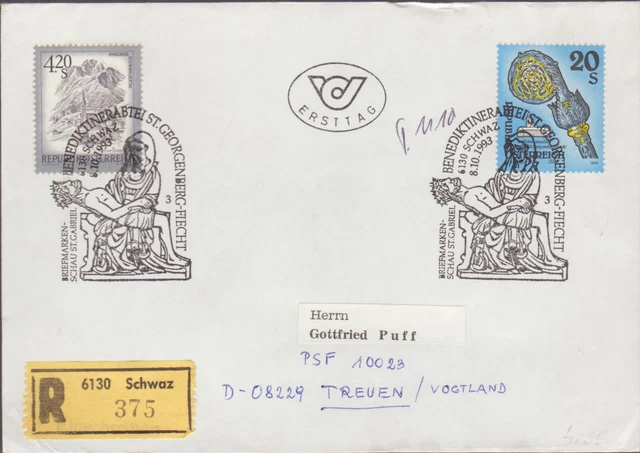 4.20
S
REPUBLIK ÖSTERREICH
ERSTTAG
20
S
BENEDIKTINERABTEI ST. GEORGENBERG-FIECHT
6130 SCHWAZ
8.10.1993
3
BRIEFMARKEN-
SCHAU ST. GABRIEL
BENEDIKTINERABTEI ST. GEORGENBERG-FIECHT
6130 SCHWAZ
8.10.1993
3
BRIEFMARKEN-
SCHAU ST. GABRIEL
Herrn
Gottfried Puff
PSF 10023
D-08229 TREUEN / VOGTLAND
R
6130 Schwaz
375